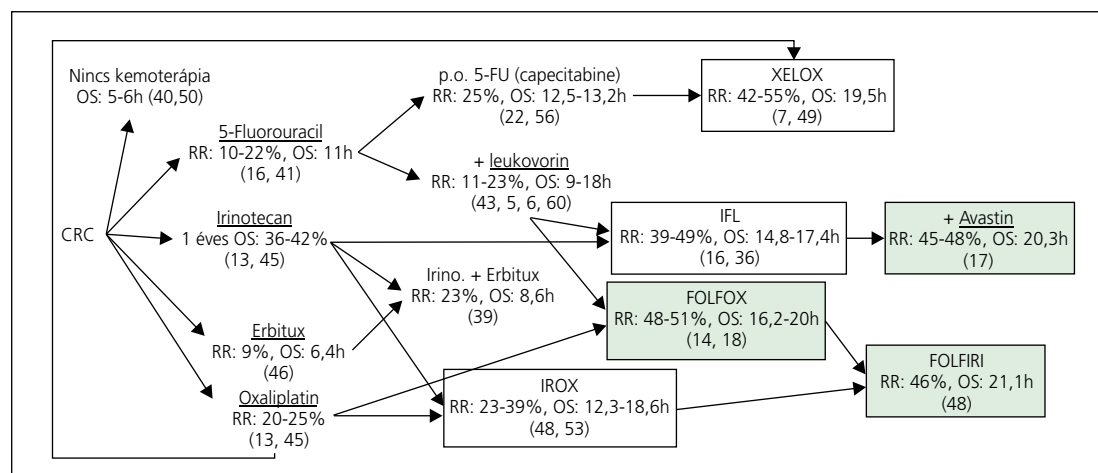 Nincs kemoterápia
OS: 5-6h (40,50)
p.o. 5-FU (capecitabine)
RR: 25%, OS: 12,5-13,2h
(22, 56)
XELOX
RR: 42-55%, OS: 19,5h
(7, 49)
5-Fluorouracil
RR: 10-22%, OS: 11h
(16, 41)
+ leukovorin
RR: 11-23%, OS: 9-18h
(43, 5, 6, 60)
CRC
Irinotecan
1 éves OS: 36-42%
(13, 45)
IFL
RR: 39-49%, OS: 14,8-17,4h
(16, 36)
+ Avastin
RR: 45-48%, OS: 20,3h
(17)
Irino. + Erbitux
RR: 23%, OS: 8,6h
(39)
FOLFOX
RR: 48-51%, OS: 16,2-20h
(14, 18)
Erbitux
RR: 9%, OS: 6,4h
(46)
FOLFIRI
RR: 46%, OS: 21,1h
(48)
Oxaliplatin
RR: 20-25%
(13, 45)
IROX
RR: 23-39%, OS: 12,3-18,6h
(48, 53)